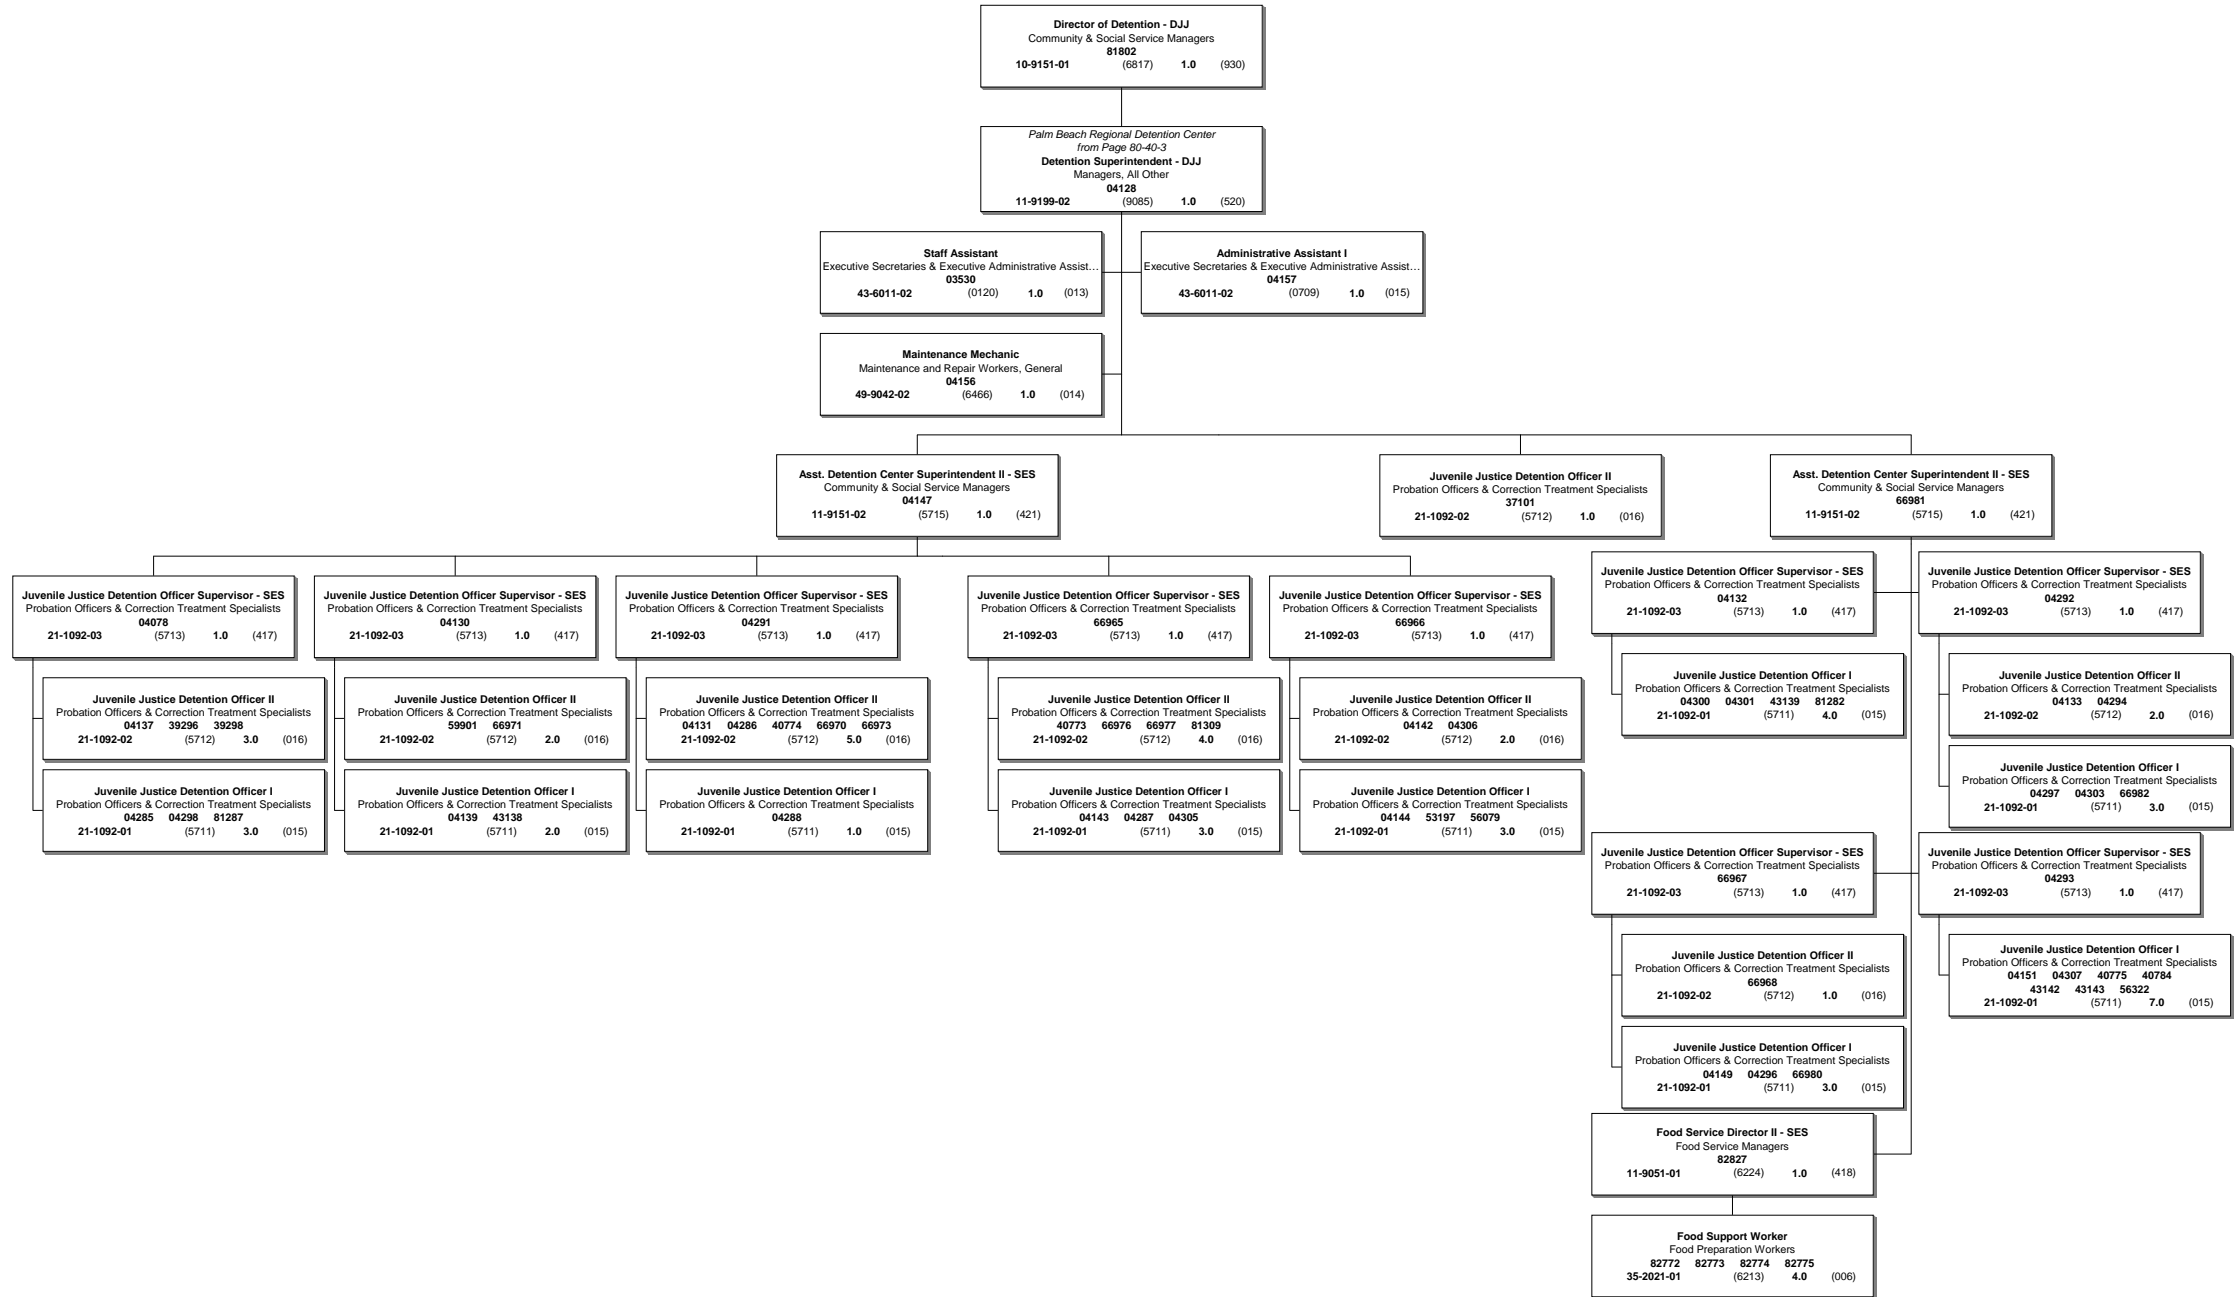 Director of Detention - DJJ
Community & Social Service Managers
81802
10-9151-01 (6817) 1.0 (930)
Palm Beach Regional Detention Center
from Page 80-40-3
Detention Superintendent - DJJ
Managers, All Other
04128
11-9199-02 (9085) 1.0 (520)
Staff Assistant
Executive Secretaries & Executive Administrative Assist...
03530
43-6011-02 (0120) 1.0 (013)
Administrative Assistant I
Executive Secretaries & Executive Administrative Assist...
04157
43-6011-02 (0709) 1.0 (015)
Maintenance Mechanic
Maintenance and Repair Workers, General
04156
49-9042-02 (6466) 1.0 (014)
Asst. Detention Center Superintendent II - SES
Community & Social Service Managers
04147
11-9151-02 (5715) 1.0 (421)
Juvenile Justice Detention Officer II
Probation Officers & Correction Treatment Specialists
37101
21-1092-02 (5712) 1.0 (016)
Asst. Detention Center Superintendent II - SES
Community & Social Service Managers
66981
11-9151-02 (5715) 1.0 (421)
Juvenile Justice Detention Officer Supervisor - SES
Probation Officers & Correction Treatment Specialists
04078
21-1092-03 (5713) 1.0 (417)
Juvenile Justice Detention Officer II
Probation Officers & Correction Treatment Specialists
04137 39296 39298
21-1092-02 (5712) 3.0 (016)
Juvenile Justice Detention Officer I
Probation Officers & Correction Treatment Specialists
04285 04298 81287
21-1092-01 (5711) 3.0 (015)
Juvenile Justice Detention Officer Supervisor - SES
Probation Officers & Correction Treatment Specialists
04130
21-1092-03 (5713) 1.0 (417)
Juvenile Justice Detention Officer II
Probation Officers & Correction Treatment Specialists
59901 66971
21-1092-02 (5712) 2.0 (016)
Juvenile Justice Detention Officer I
Probation Officers & Correction Treatment Specialists
04139 43138
21-1092-01 (5711) 2.0 (015)
Juvenile Justice Detention Officer Supervisor - SES
Probation Officers & Correction Treatment Specialists
04291
21-1092-03 (5713) 1.0 (417)
Juvenile Justice Detention Officer II
Probation Officers & Correction Treatment Specialists
04131 04286 40774 66970 66973
21-1092-02 (5712) 5.0 (016)
Juvenile Justice Detention Officer I
Probation Officers & Correction Treatment Specialists
04288
21-1092-01 (5711) 1.0 (015)
Juvenile Justice Detention Officer Supervisor - SES
Probation Officers & Correction Treatment Specialists
66965
21-1092-03 (5713) 1.0 (417)
Juvenile Justice Detention Officer II
Probation Officers & Correction Treatment Specialists
40773 66976 66977 81309
21-1092-02 (5712) 4.0 (016)
Juvenile Justice Detention Officer I
Probation Officers & Correction Treatment Specialists
04143 04287 04305
21-1092-01 (5711) 3.0 (015)
Juvenile Justice Detention Officer Supervisor - SES
Probation Officers & Correction Treatment Specialists
66966
21-1092-03 (5713) 1.0 (417)
Juvenile Justice Detention Officer II
Probation Officers & Correction Treatment Specialists
04142 04306
21-1092-02 (5712) 2.0 (016)
Juvenile Justice Detention Officer I
Probation Officers & Correction Treatment Specialists
04144 53197 56079
21-1092-01 (5711) 3.0 (015)
Juvenile Justice Detention Officer Supervisor - SES
Probation Officers & Correction Treatment Specialists
04132
21-1092-03 (5713) 1.0 (417)
Juvenile Justice Detention Officer I
Probation Officers & Correction Treatment Specialists
04300 04301 43139 81282
21-1092-01 (5711) 4.0 (015)
Juvenile Justice Detention Officer Supervisor - SES
Probation Officers & Correction Treatment Specialists
04292
21-1092-03 (5713) 1.0 (417)
Juvenile Justice Detention Officer II
Probation Officers & Correction Treatment Specialists
04133 04294
21-1092-02 (5712) 2.0 (016)
Juvenile Justice Detention Officer I
Probation Officers & Correction Treatment Specialists
04297 04303 66982
21-1092-01 (5711) 3.0 (015)
Juvenile Justice Detention Officer Supervisor - SES
Probation Officers & Correction Treatment Specialists
66967
21-1092-03 (5713) 1.0 (417)
Juvenile Justice Detention Officer II
Probation Officers & Correction Treatment Specialists
66968
21-1092-02 (5712) 1.0 (016)
Juvenile Justice Detention Officer I
Probation Officers & Correction Treatment Specialists
04149 04296 66980
21-1092-01 (5711) 3.0 (015)
Juvenile Justice Detention Officer Supervisor - SES
Probation Officers & Correction Treatment Specialists
04293
21-1092-03 (5713) 1.0 (417)
Juvenile Justice Detention Officer I
Probation Officers & Correction Treatment Specialists
04151 04307 40775 40784
43142 43143 56322
21-1092-01 (5711) 7.0 (015)
Food Service Director II - SES
Food Service Managers
82827
11-9051-01 (6224) 1.0 (418)
Food Support Worker
Food Preparation Workers
82772 82773 82774 82775
35-2021-01 (6213) 4.0 (006)